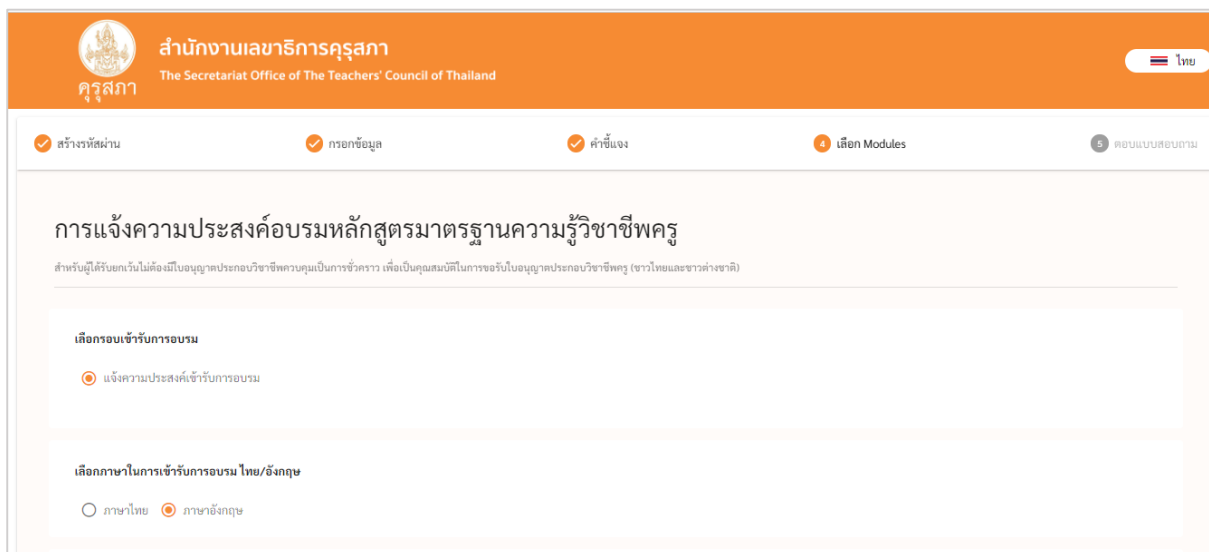 สำนักงานเลขาธิการคุรุสภา
The Secretariat Office of The Teachers' Council of Thailand
คุรุสภา
ไทย
สร้างรหัสผ่าน
กรอกข้อมูล
คำชี้แจง
4 เลือก Modules
5 ตอบแบบสอบถาม
การแจ้งความประสงค์อบรมหลักสูตรมาตรฐานความรู้วิชาชีพครู
สำหรับผู้ได้รับยกเว้นไม่ต้องมีใบอนุญาตประกอบวิชาชีพควบคุมเป็นการชั่วคราว เพื่อเป็นคุณสมบัติในการขอรับใบอนุญาตประกอบวิชาชีพครู (ชาวไทยและชาวต่างชาติ)
เลือกรอบเข้ารับการอบรม
แจ้งความประสงค์เข้ารับการอบรม
เลือกภาษาในการเข้ารับการอบรม ไทย/อังกฤษ
ภาษาไทย ภาษาอังกฤษ